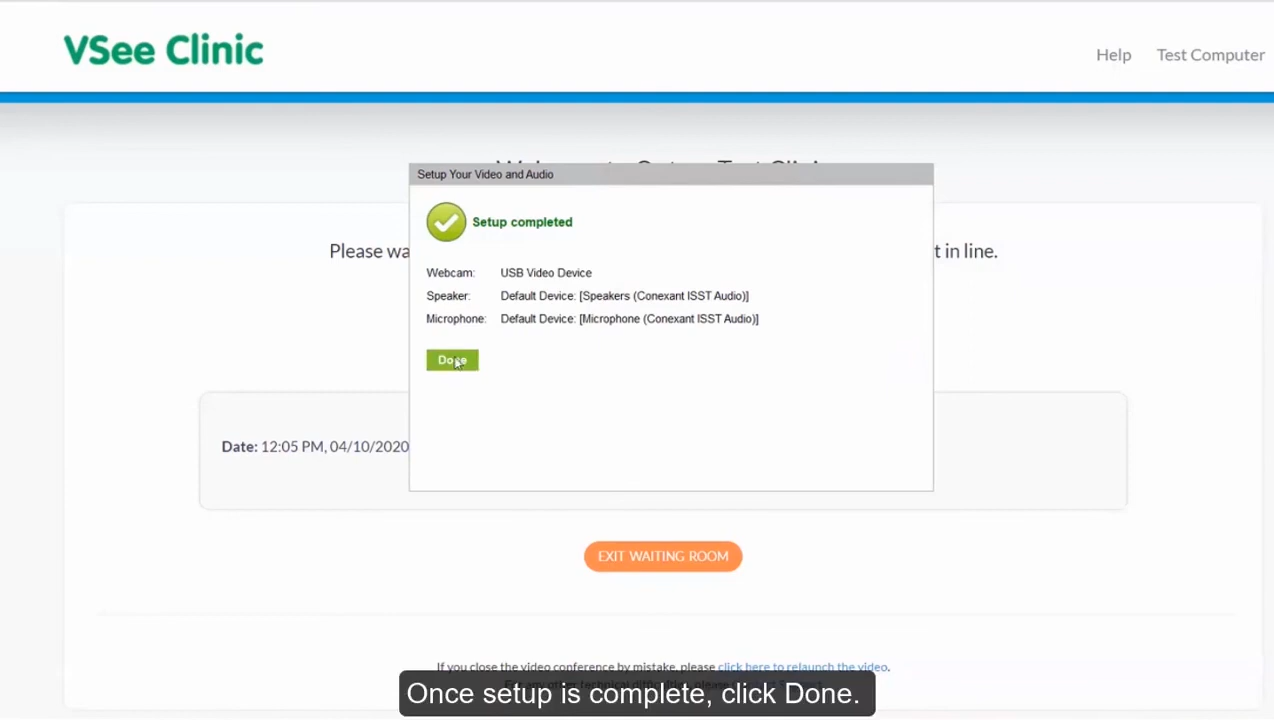 VSee Clinic
Help
Test Computer
Setup Your Video and Audio
Setup completed
Please wa
t in line.
Webcam: USB Video Device
Speaker: Default Device: [Speakers (Conexant ISST Audio)]
Microphone: Default Device: [Microphone (Conexant ISST Audio)]
Done
Date: 12:05 PM, 04/10/2020
EXIT WAITING ROOM
If you close the video conference by mistake, please click here to relaunch the video.
Once setup is complete, click Done.